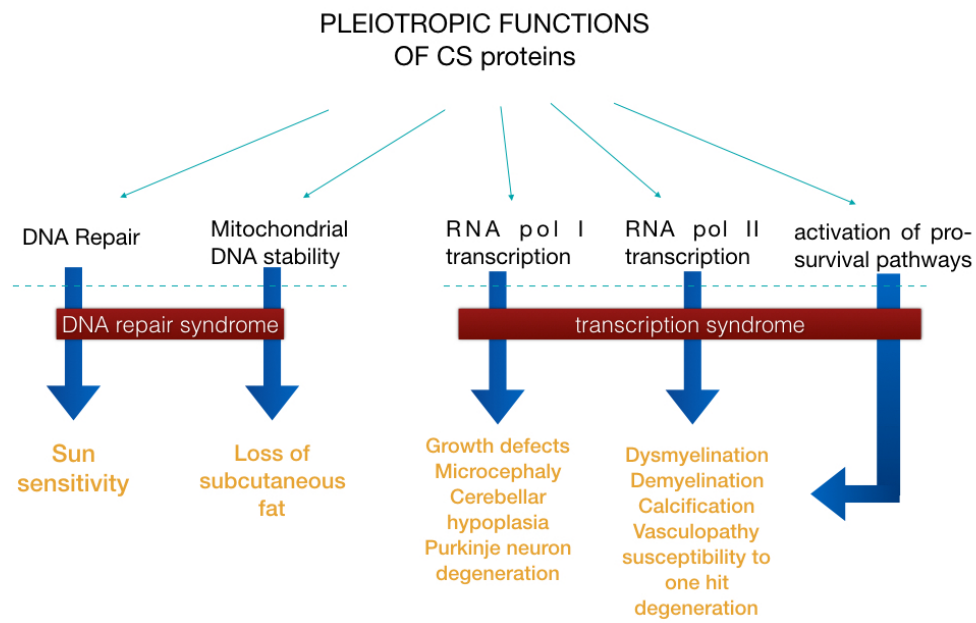 PLEIOTROPIC FUNCTIONS
OF CS proteins
DNA Repair
Mitochondrial
DNA stability
RNA pol I
transcription
RNA pol II
transcription
activation of pro-
survival pathways
DNA repair syndrome
transcription syndrome
Sun
sensitivity
Loss of
subcutaneous
fat
Growth defects
Microcephaly
Cerebellar
hypoplasia
Purkinje neuron
degeneration
Dysmyelination
Demyelination
Calcification
Vasculopathy
susceptibility to
one hit
degeneration